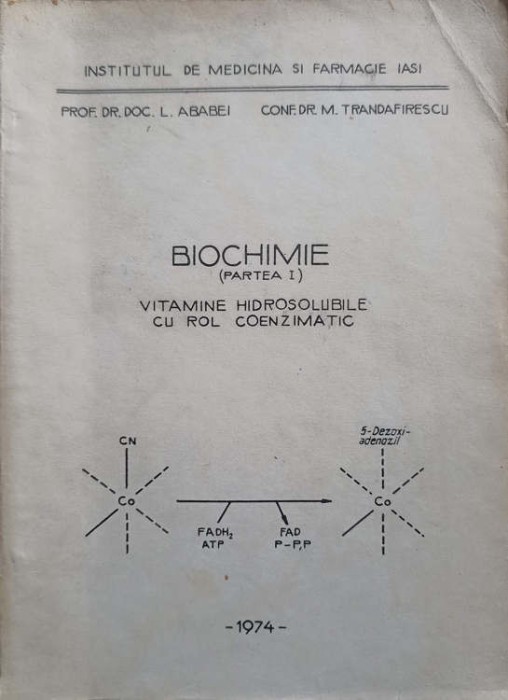 INSTITUTUL DE MEDICINA SI FARMACIE IASI
PROF. DR. DOC. L. ABABEI CONF. DR. M. TRANDAFIRESCU
BIOCHIMIE
(PARTEA I)
VITAMINE HIDROSOLUBILE
CU ROL COENZIMATIC
CN
Co
FADH₂
ATP
FAD
P-P,P
5-Dezoxi-
adenozil
Co
-1974-